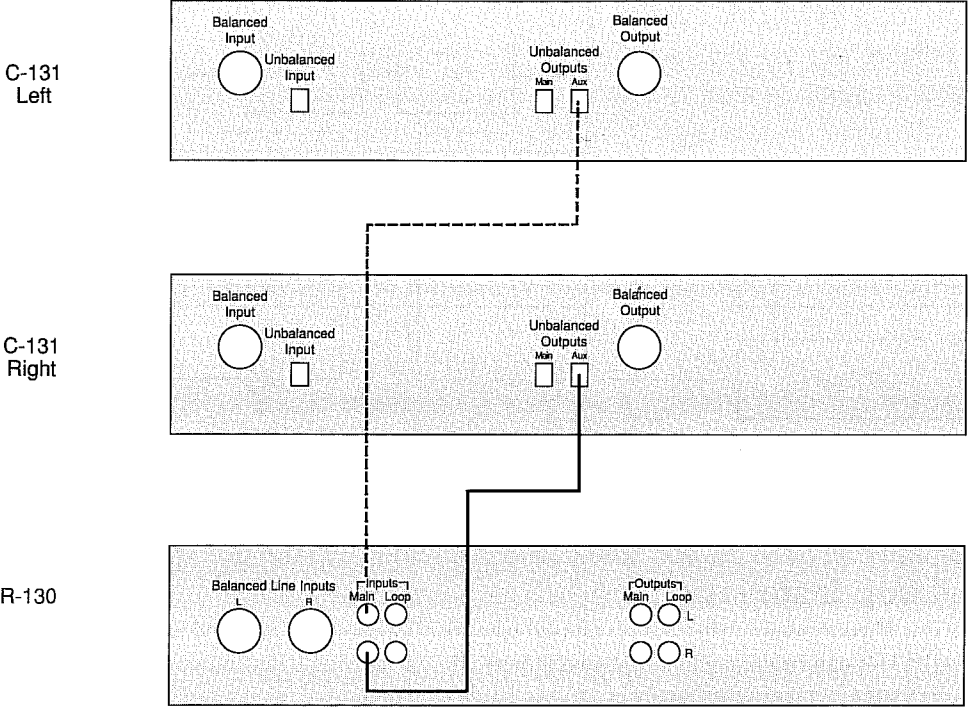 C-131
Left
Balanced
Input
Unbalanced
Input
Unbalanced
Outputs
Main Aux
Balanced
Output
C-131
Right
Balanced
Input
Unbalanced
Input
Unbalanced
Outputs
Main Aux
Balanced
Output
R-130
Balanced Line Inputs
L R
Inputs
Main Loop
Outputs
Main Loop
L
R